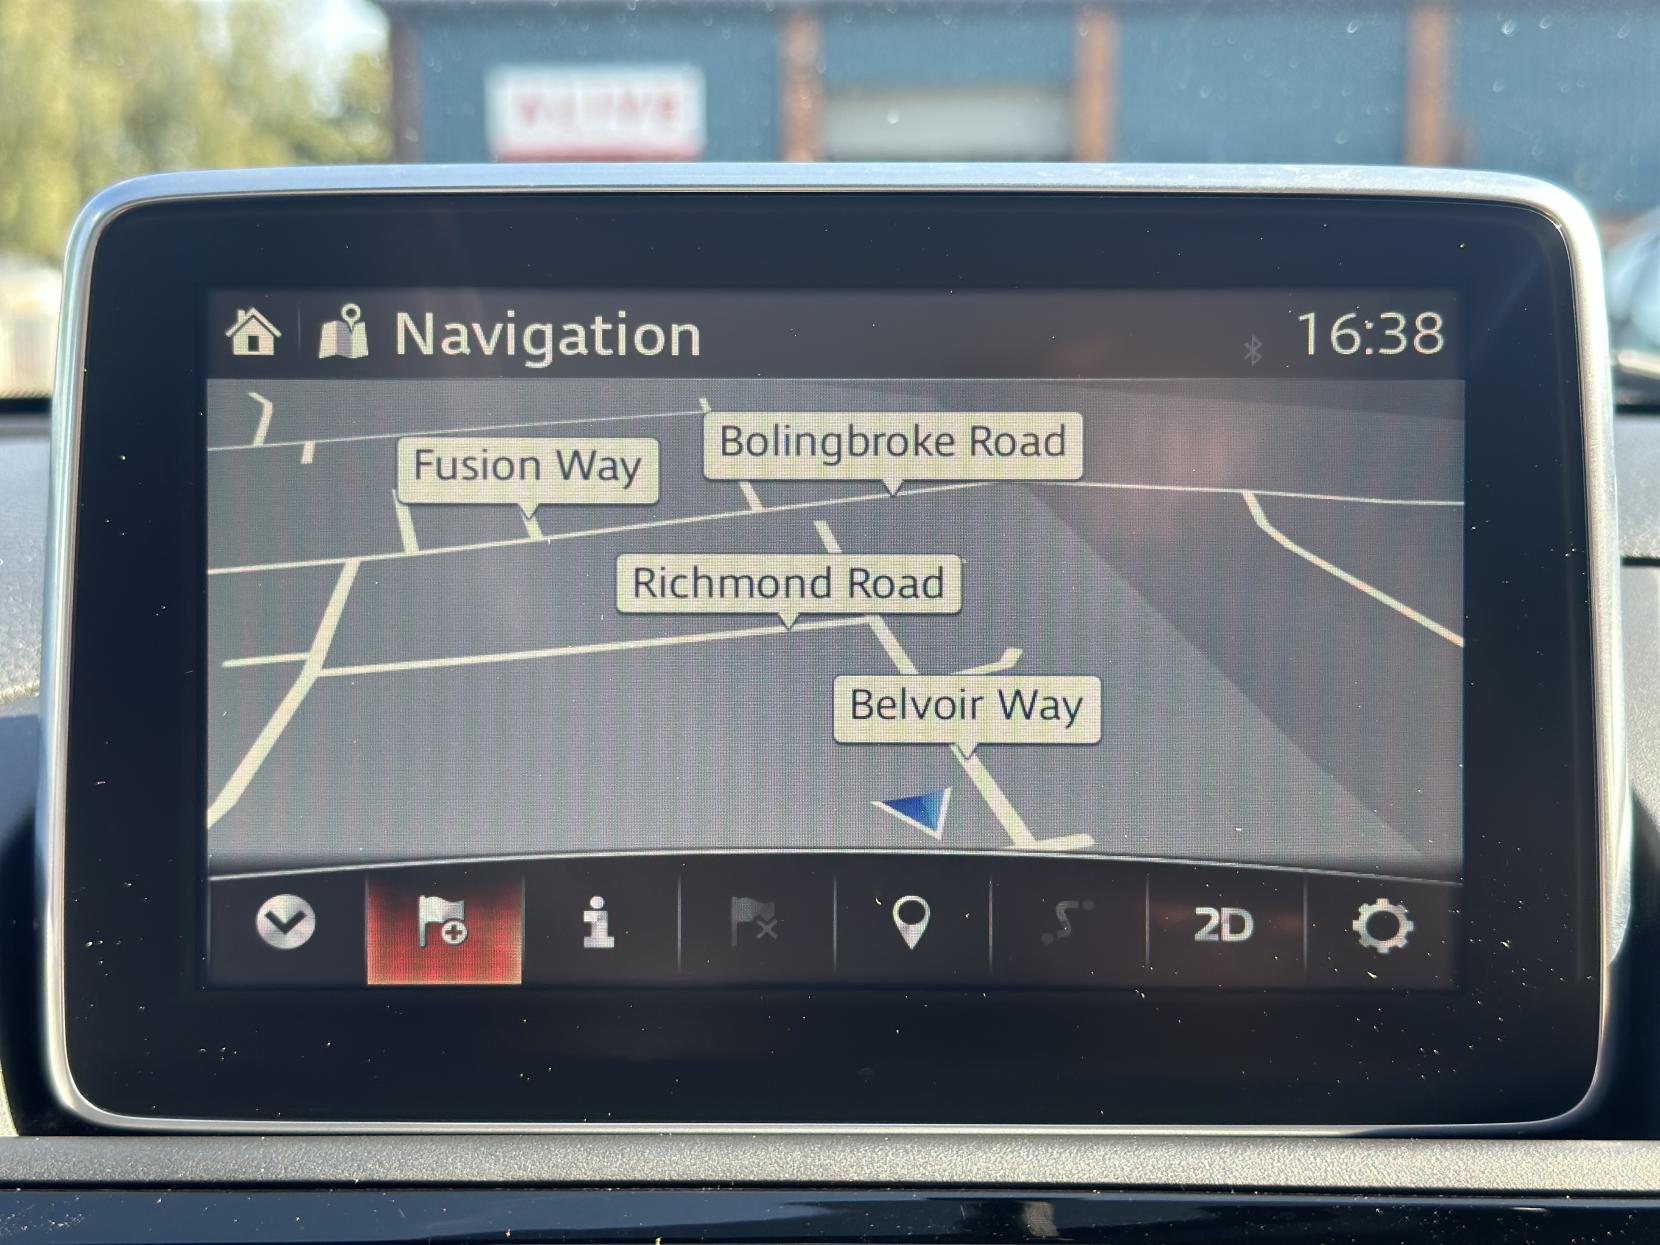 Navigation
16:38
Bolingbroke Road
Fusion Way
Richmond Road
Belvoir Way
2D